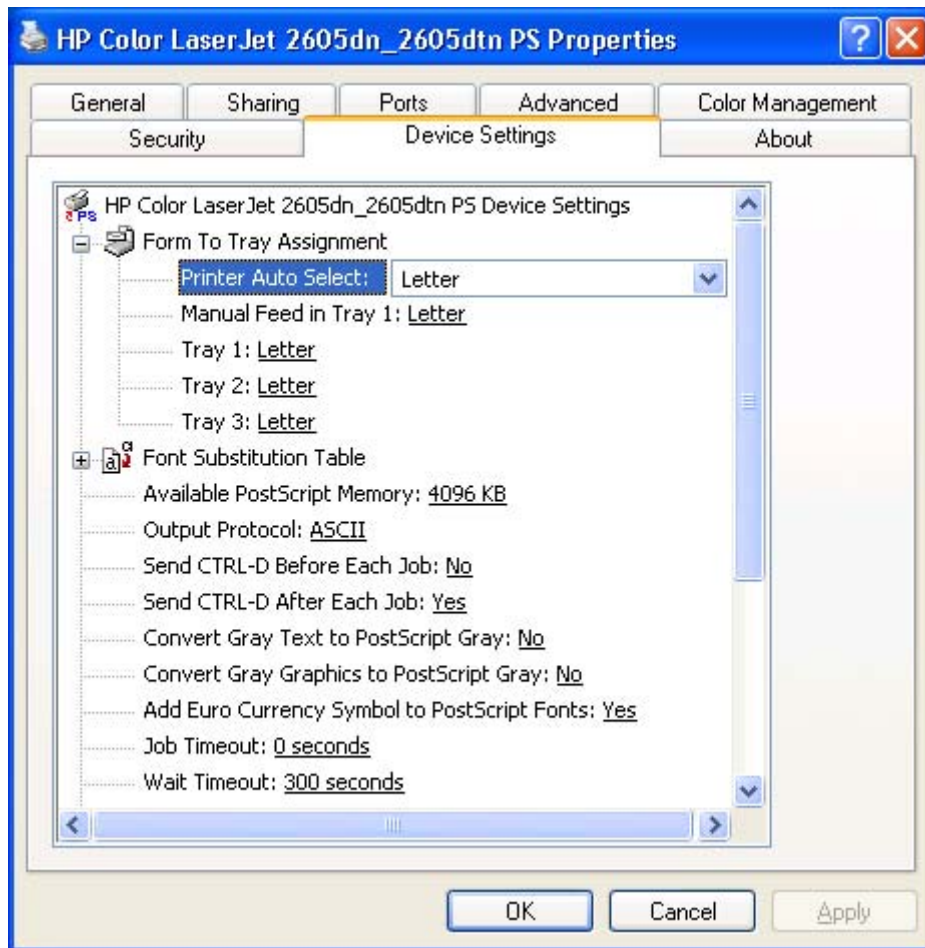 HP Color LaserJet 2605dn_2605dtn PS Properties
General Sharing Ports Advanced Color Management
Security Device Settings About
HP Color LaserJet 2605dn_2605dtn PS Device Settings
Form To Tray Assignment
Printer Auto Select: Letter
Manual Feed in Tray 1: Letter
Tray 1: Letter
Tray 2: Letter
Tray 3: Letter
Font Substitution Table
Available PostScript Memory: 4096 KB
Output Protocol: ASCII
Send CTRL-D Before Each Job: No
Send CTRL-D After Each Job: Yes
Convert Gray Text to PostScript Gray: No
Convert Gray Graphics to PostScript Gray: No
Add Euro Currency Symbol to PostScript Fonts: Yes
Job Timeout: 0 seconds
Wait Timeout: 300 seconds
OK Cancel Apply